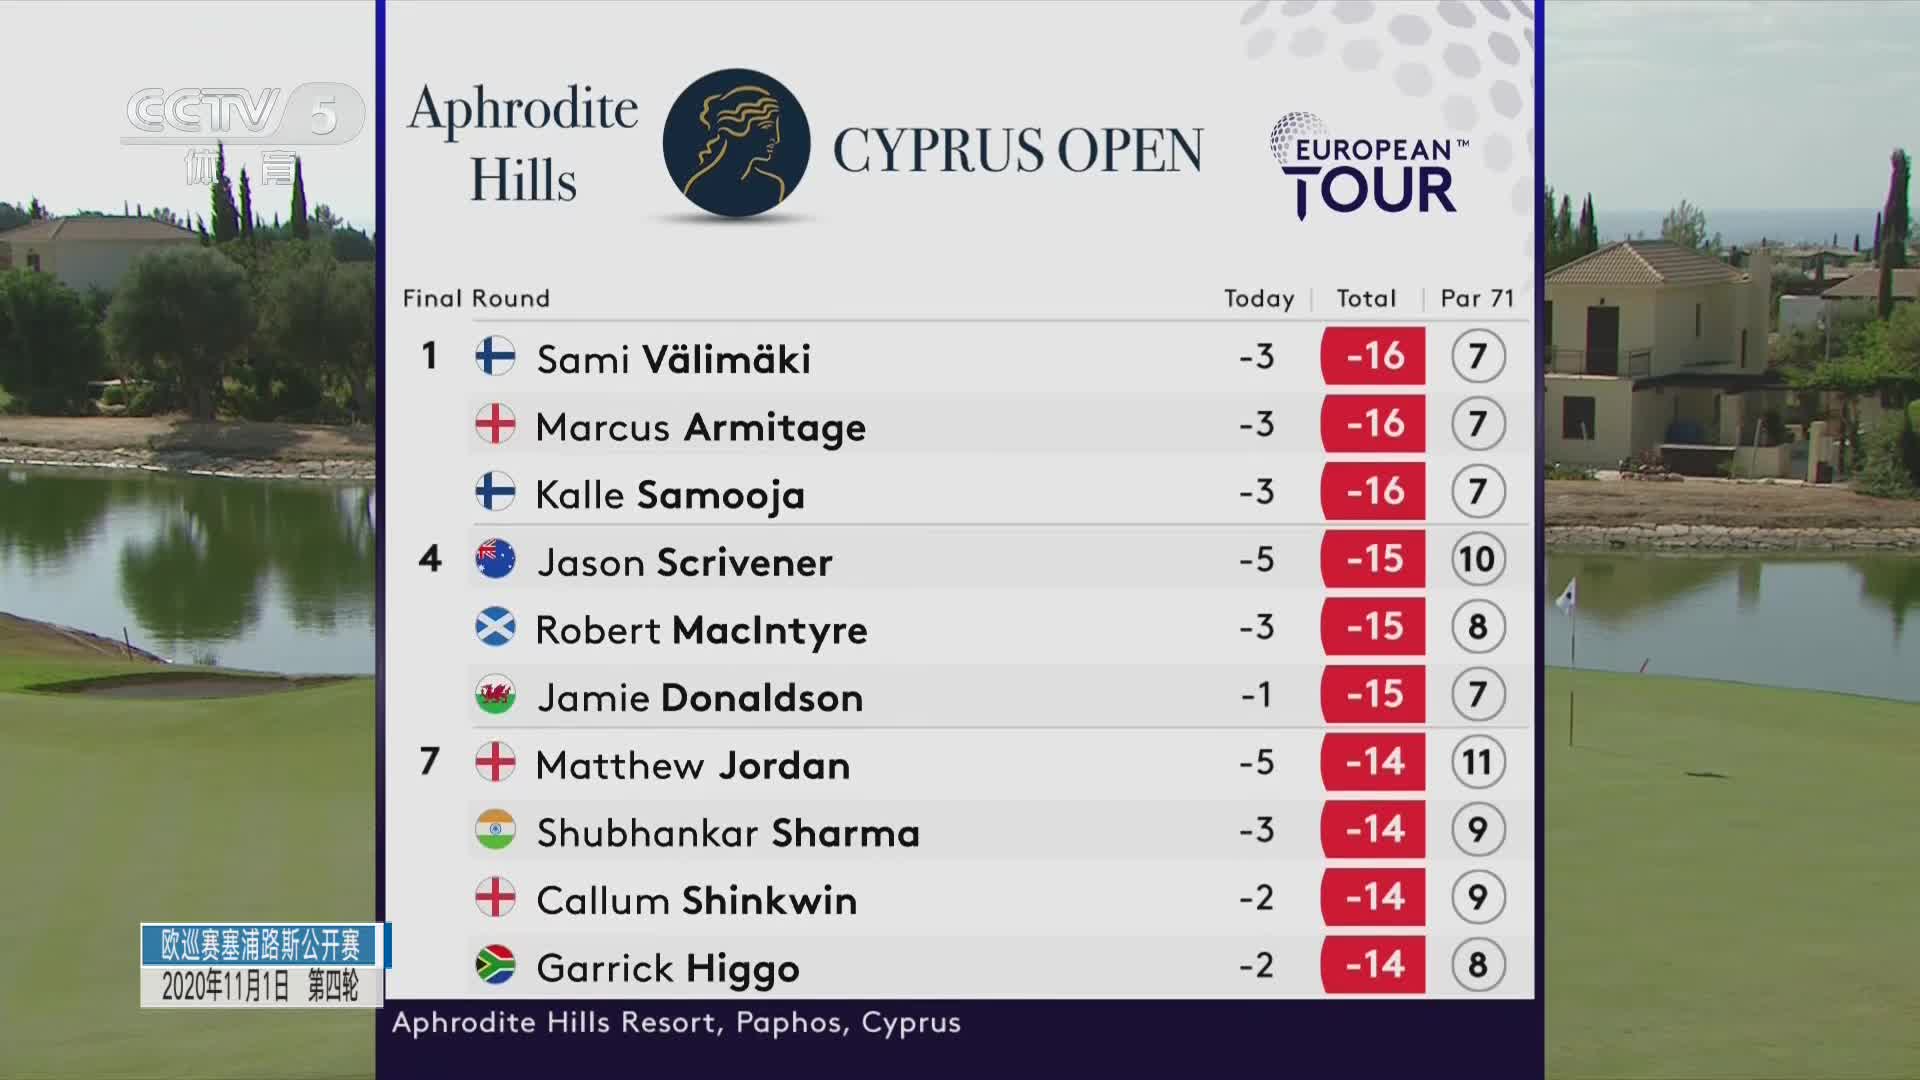 CCTV 5
体育
Aphrodite
Hills
CYPRUS OPEN
EUROPEAN™
TOUR
Final Round Today Total Par 71
1 Sami Välimäki -3 -16 7
Marcus Armitage -3 -16 7
Kalle Samooja -3 -16 7
4 Jason Scrivener -5 -15 10
Robert MacIntyre -3 -15 8
Jamie Donaldson -1 -15 7
7 Matthew Jordan -5 -14 11
Shubhankar Sharma -3 -14 9
Callum Shinkwin -2 -14 9
Garrick Higgo -2 -14 8
欧巡赛塞浦路斯公开赛
2020年11月1日 第四轮
Aphrodite Hills Resort, Paphos, Cyprus